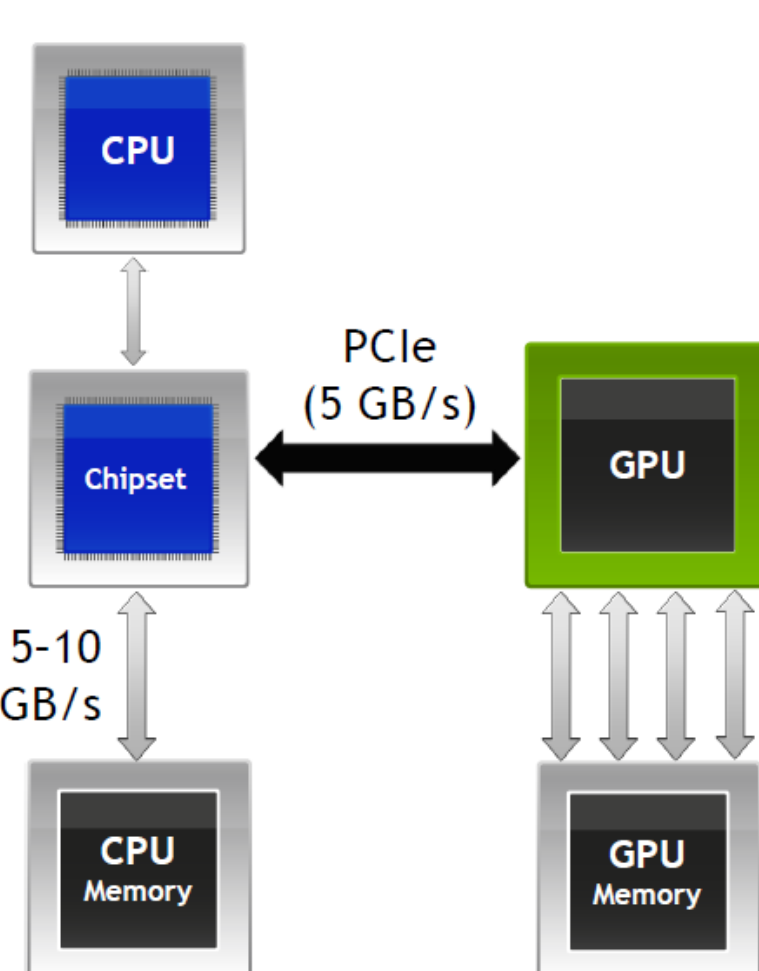 CPU
PCIe
(5 GB/s)
Chipset
GPU
5-10
GB/s
CPU
Memory
GPU
Memory